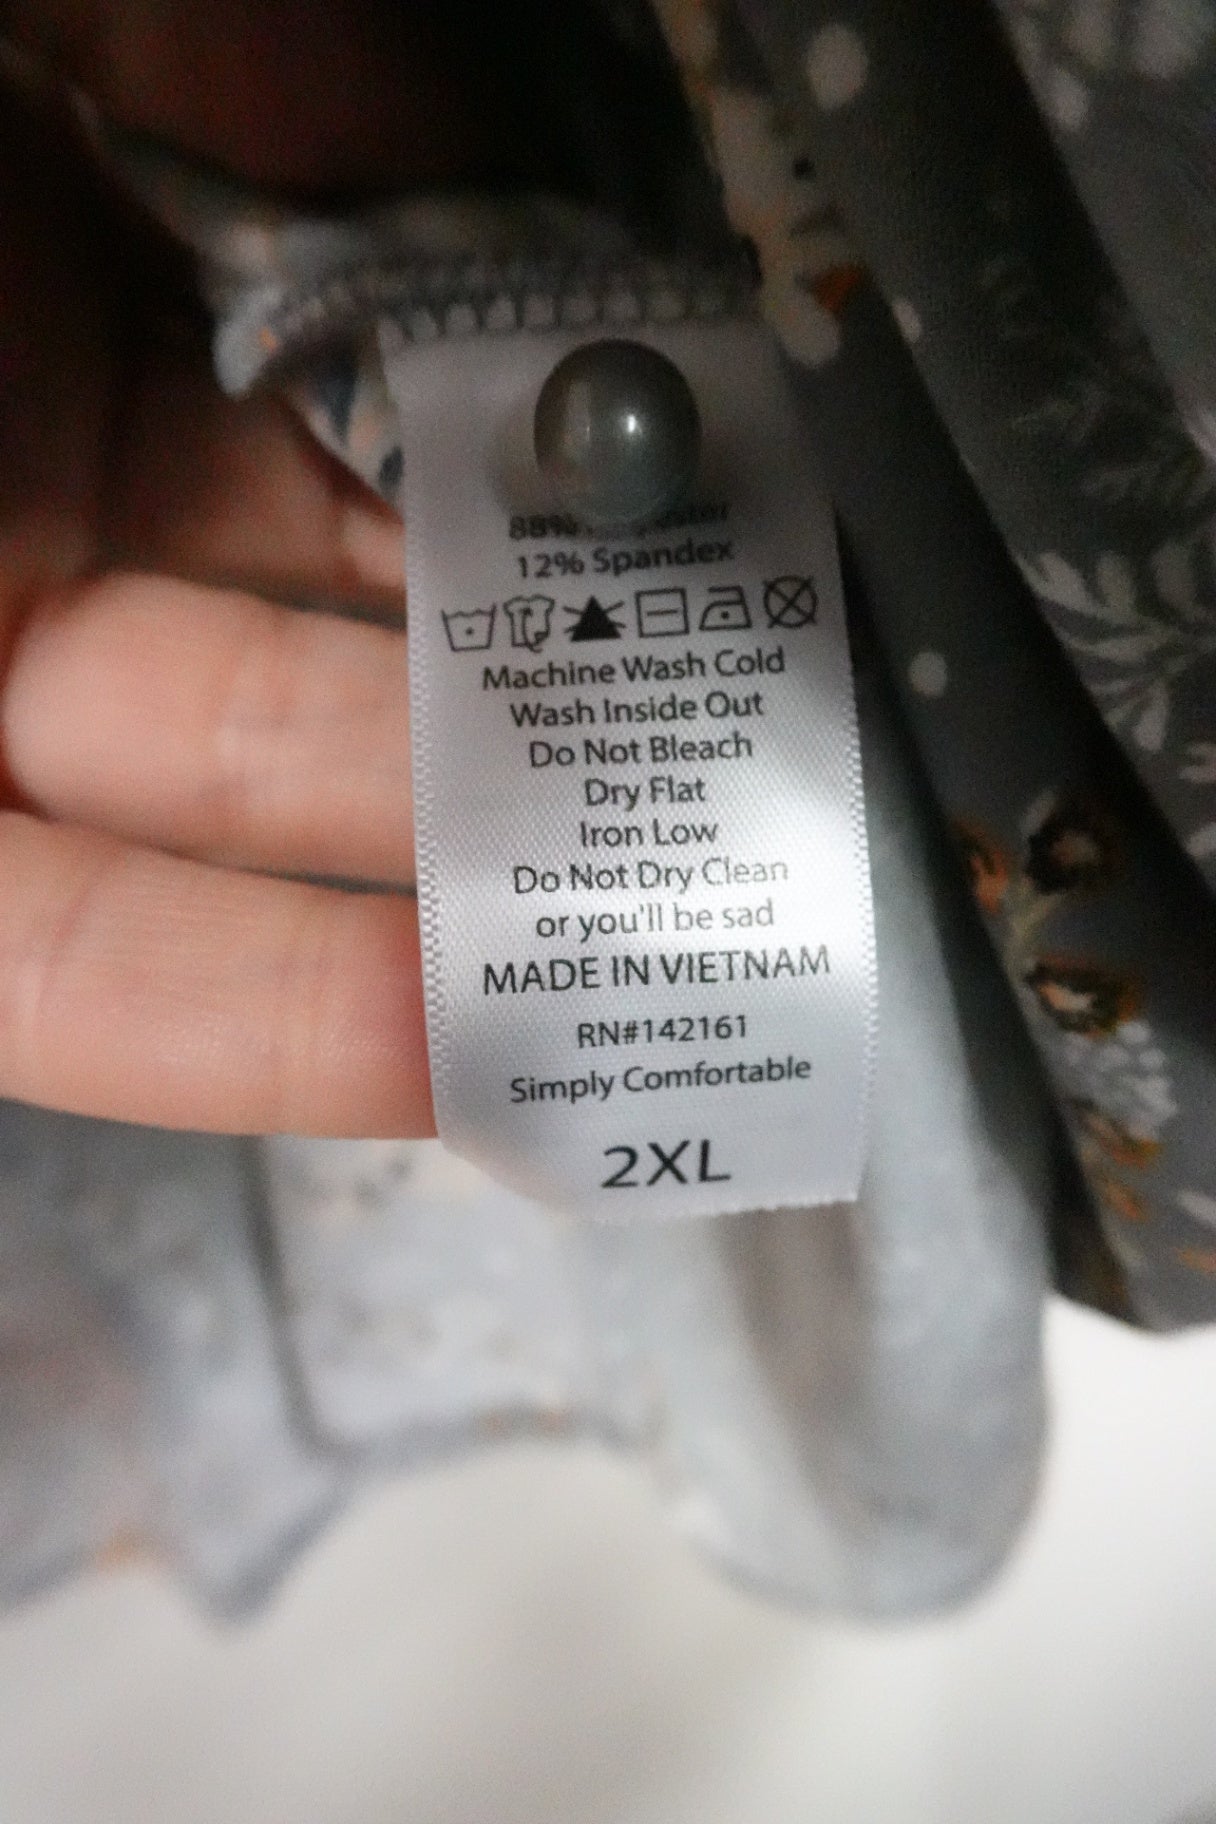 88%
12% Spandex
Machine Wash Cold
Wash Inside Out
Do Not Bleach
Dry Flat
Iron Low
Do Not Dry Clean
or you'll be sad
MADE IN VIETNAM
RN#142161
Simply Comfortable
2XL